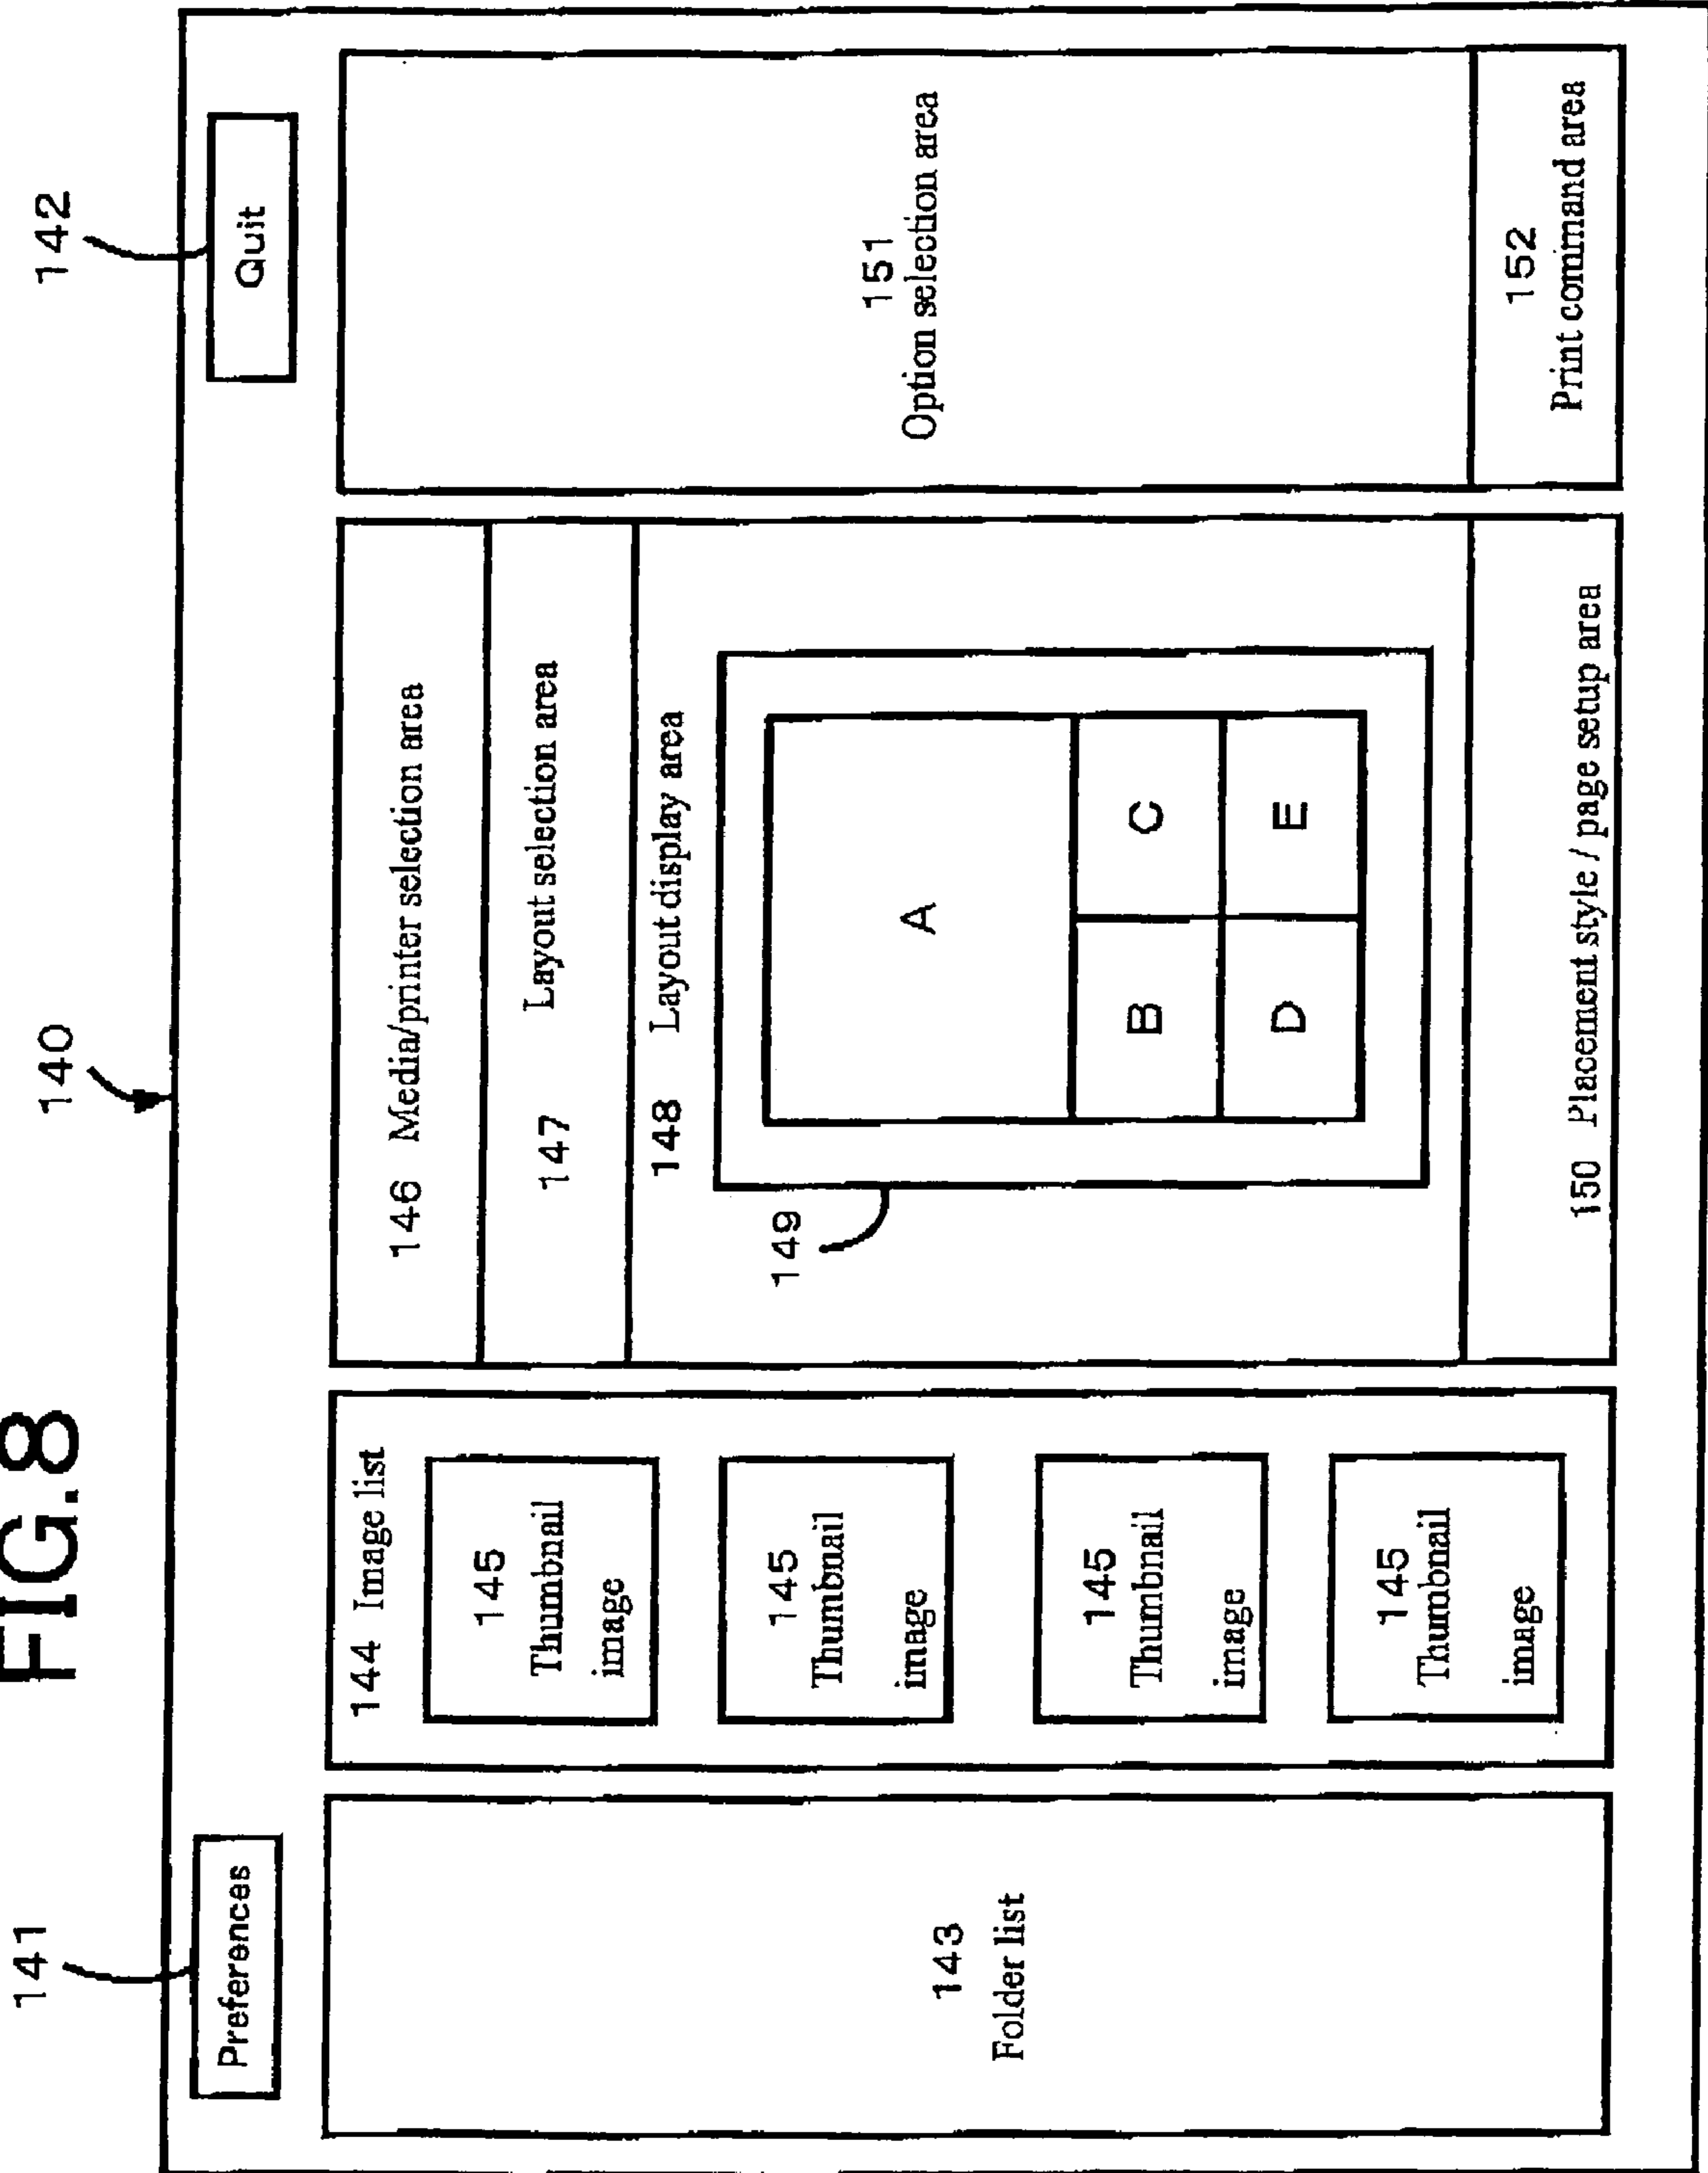 FIG.8
140
141
142
Preferences
Quit
143
Folder list
144 Image list
145
Thumbnail
image
145
Thumbnail
image
145
Thumbnail
image
145
Thumbnail
image
146 Media/printer selection area
147 Layout selection area
148 Layout display area
149
A
B C
D E
150 Placement style / page setup area
151
Option selection area
152
Print command area